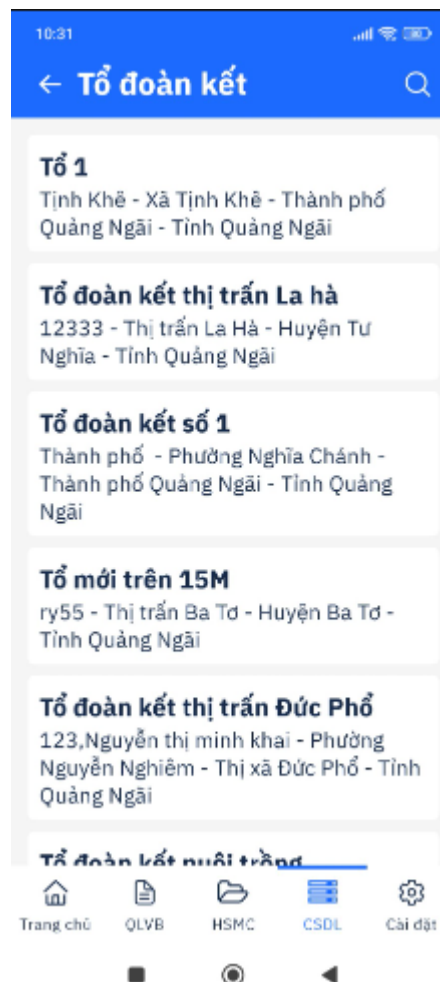 10:31
Tổ đoàn kết
Tổ 1
Tịnh Khê - Xã Tịnh Khê - Thành phố
Quảng Ngãi - Tỉnh Quảng Ngãi
Tổ đoàn kết thị trấn La hà
12333 - Thị trấn La Hà - Huyện Tư
Nghĩa - Tỉnh Quảng Ngãi
Tổ đoàn kết số 1
Thành phố - Phường Nghĩa Chánh -
Thành phố Quảng Ngãi - Tỉnh Quảng
Ngãi
Tổ mới trên 15M
ry55 - Thị trấn Ba Tơ - Huyện Ba Tơ -
Tỉnh Quảng Ngãi
Tổ đoàn kết thị trấn Đức Phổ
123,Nguyễn thị minh khai - Phường
Nguyễn Nghiêm - Thị xã Đức Phổ - Tỉnh
Quảng Ngãi
Tổ đoàn kết nuôi trồng
Trang chủ QLVB HSMC CSDL Cài đặt